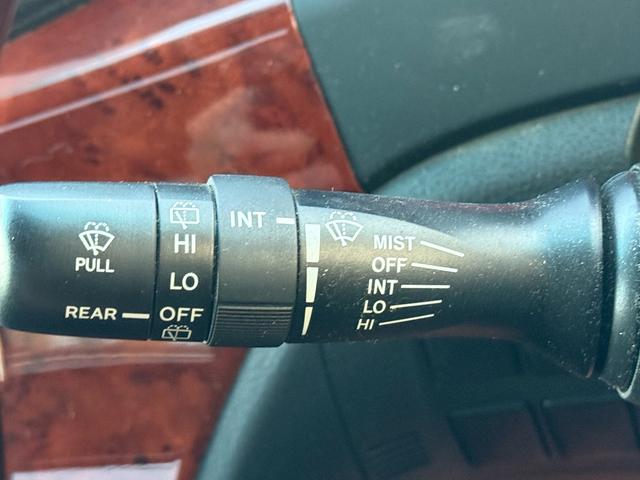 PULL
REAR
HI
LO
OFF
INT
MIST
OFF
INT
LO
HI